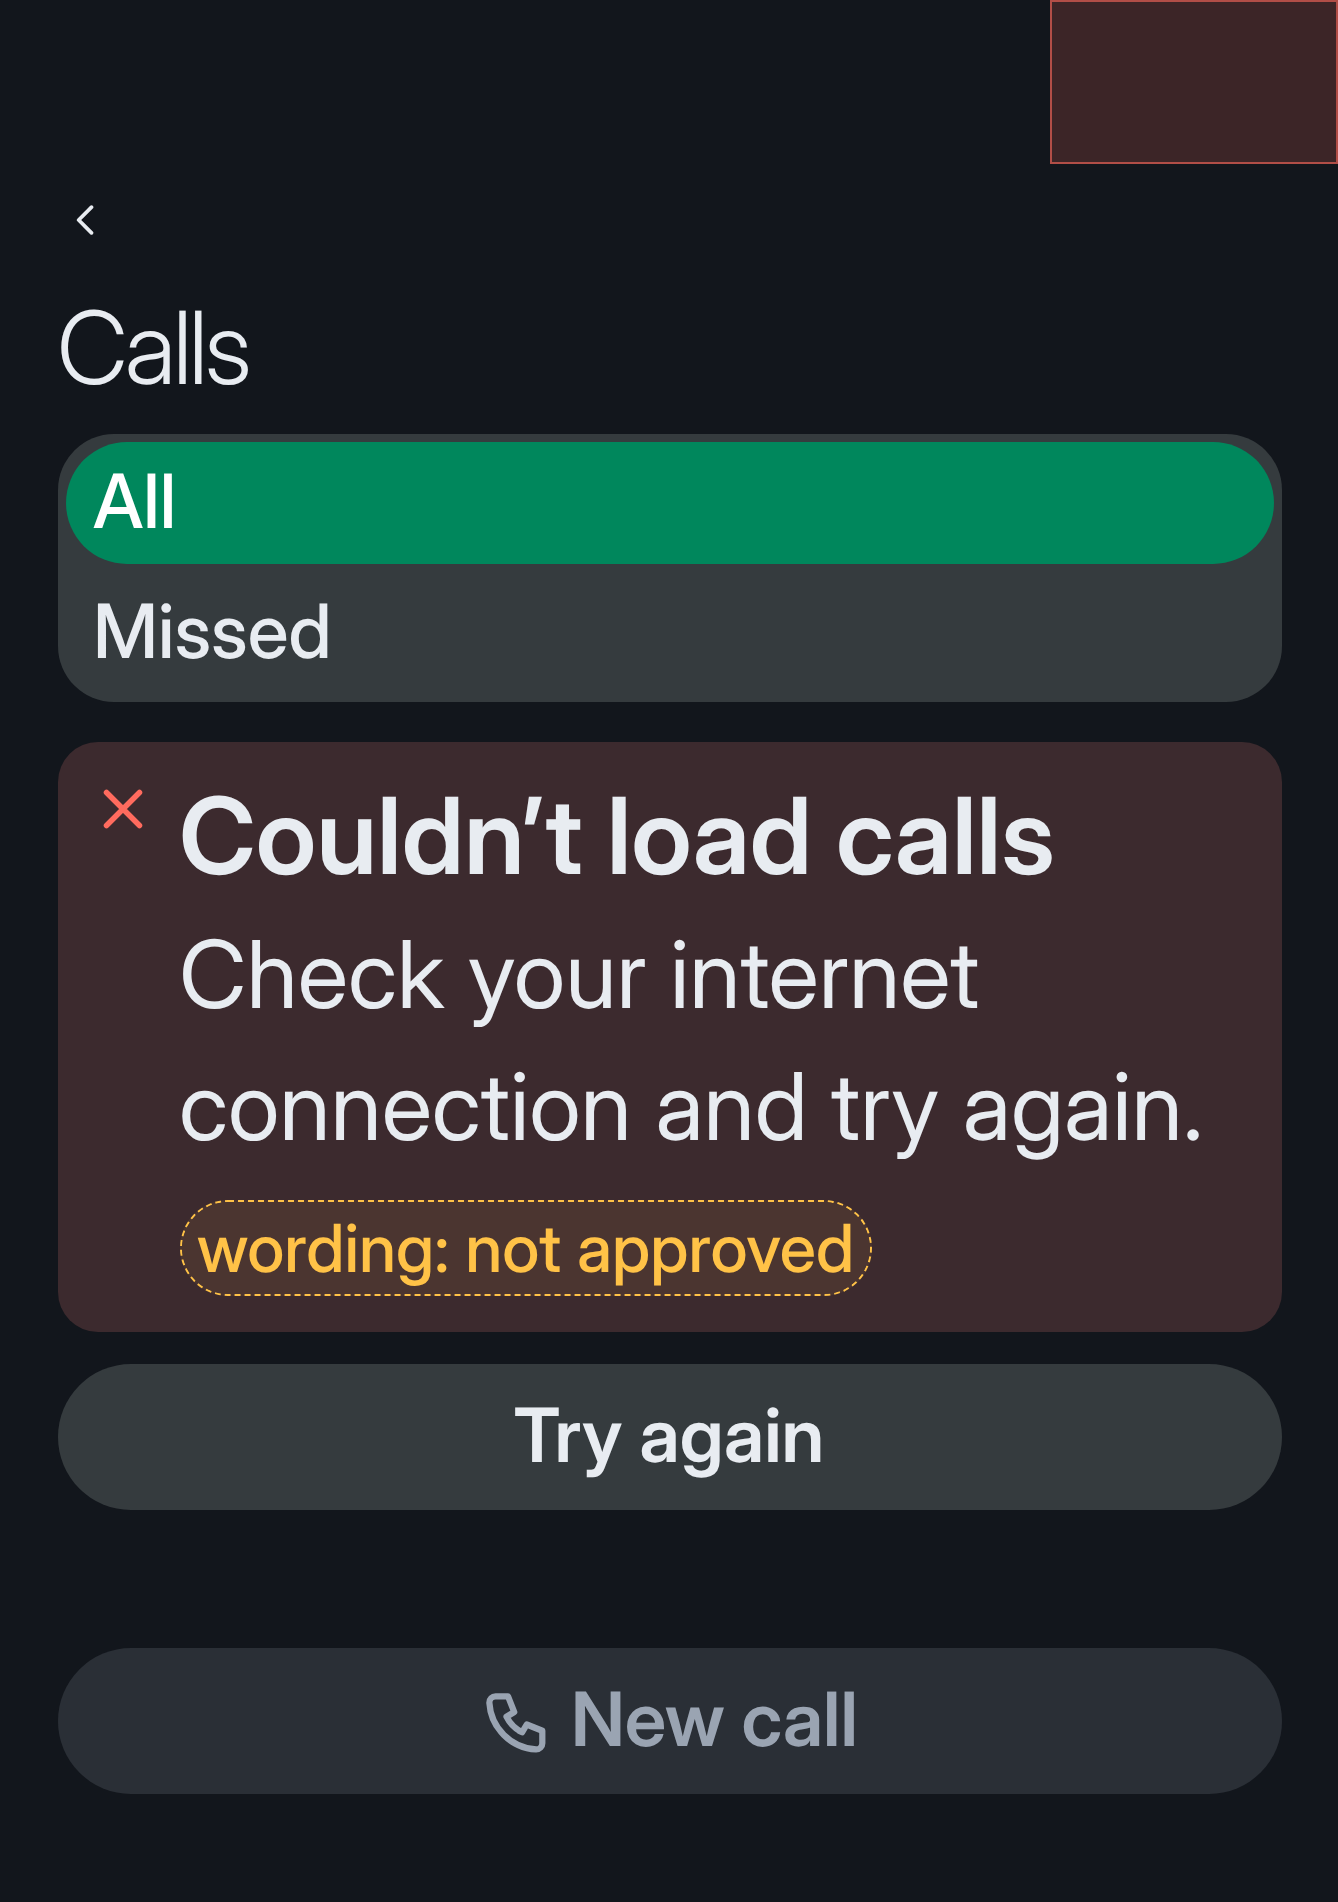 Calls
All
Missed
Couldn’t load calls
Check your internet
connection and try again.
wording: not approved
Try again
New call